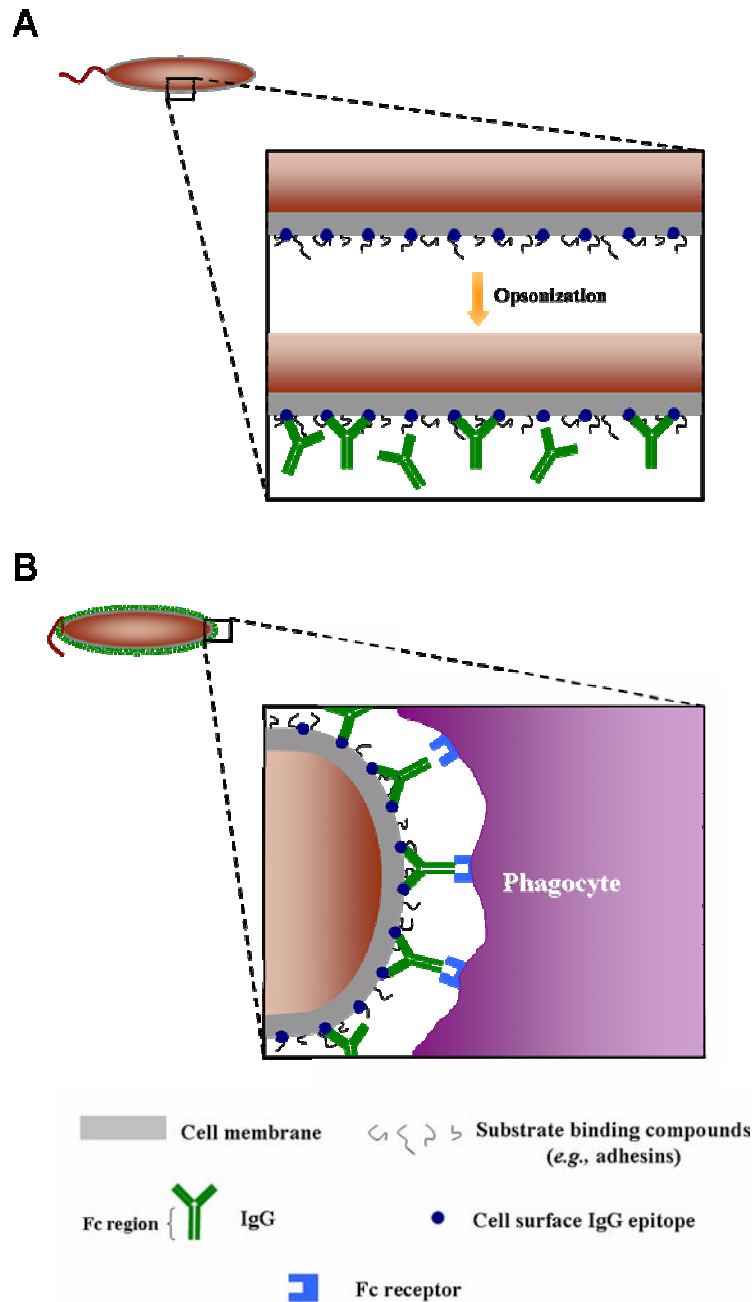 A
Opsonization
B
Phagocyte
Cell membrane
Substrate binding compounds
(e.g., adhesins)
Fc region
IgG
Cell surface IgG epitope
Fc receptor